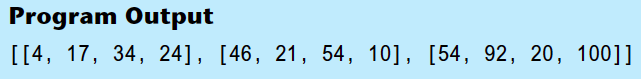 Program Output
[[4, 17, 34, 24], [46, 21, 54, 10], [54, 92, 20, 100]]